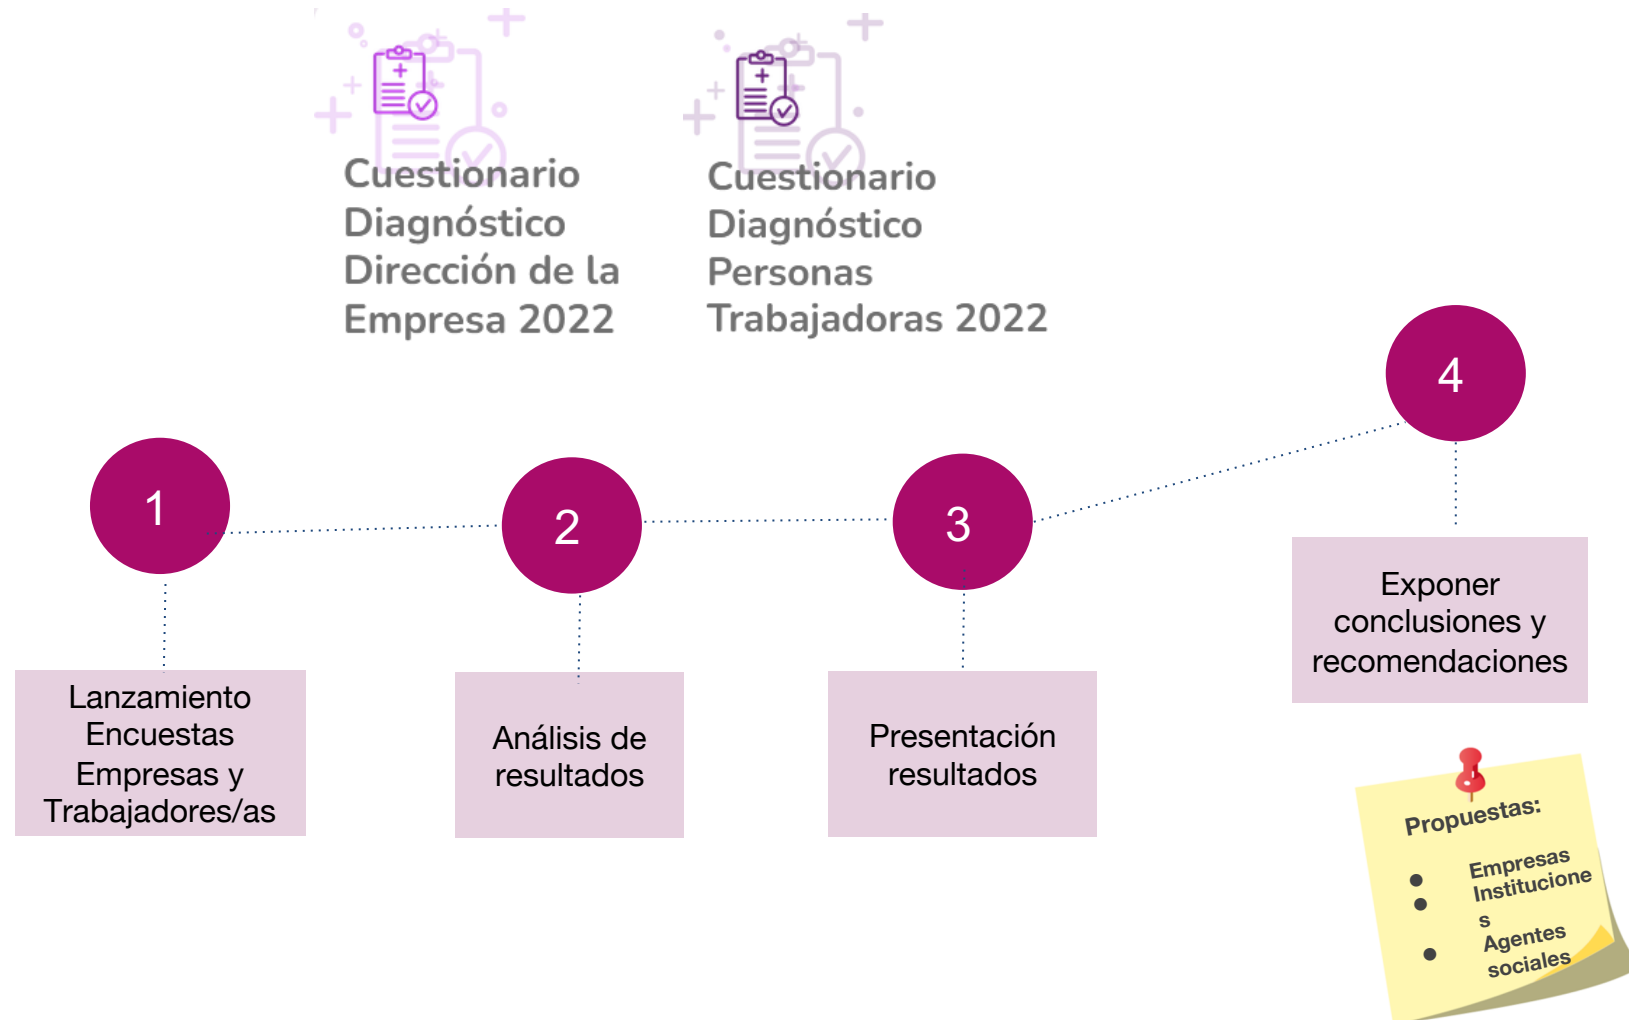 Cuestionario
Diagnóstico
Dirección de la
Empresa 2022
Cuestionario
Diagnóstico
Personas
Trabajadoras 2022
1
2
3
4
Lanzamiento
Encuestas
Empresas y
Trabajadores/as
Análisis de
resultados
Presentación
resultados
Exponer
conclusiones y
recomendaciones
Propuestas:
● Empresas
● Institucione
s
● Agentes
sociales